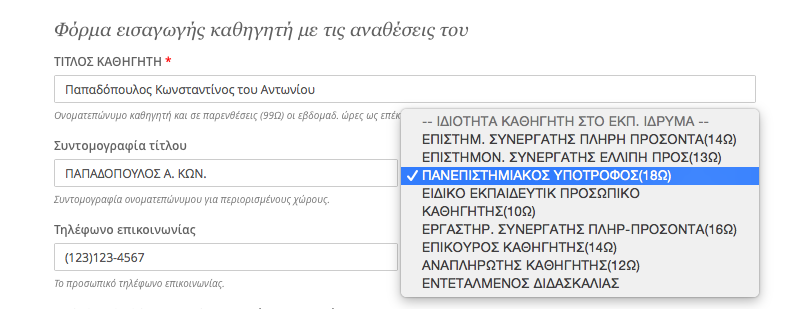 Φόρμα εισαγωγής καθηγητή με τις αναθέσεις του
ΤΙΤΛΟΣ ΚΑΘΗΓΗΤΗ *
Παπαδόπουλος Κωνσταντίνος του Αντωνίου
Ονοματεπώνυμο καθηγητή και σε παρενθέσεις (99Ω) οι εβδομαδ. ώρες ως
Συντομογραφία τίτλου
ΠΑΠΑΔΟΠΟΥΛΟΣ Α. ΚΩΝ.
Συντομογραφία ονοματεπώνυμου για περιορισμένους χώρους.
Τηλέφωνο επικοινωνίας
(123)123-4567
Το προσωπικό τηλέφωνο επικοινωνίας.
-- ΙΔΙΟΤΗΤΑ ΚΑΘΗΓΗΤΗ ΣΤΟ ΕΚΠ. ΙΔΡΥΜΑ --
ΕΠΙΣΤΗΜ. ΣΥΝΕΡΓΑΤΗΣ ΠΛΗΡΗ ΠΡΟΣΟΝΤΑ(14Ω)
ΕΠΙΣΤΗΜΟΝ. ΣΥΝΕΡΓΑΤΗΣ ΕΛΛΙΠΗ ΠΡΟΣ(13Ω)
✓ ΠΑΝΕΠΙΣΤΗΜΙΑΚΟΣ ΥΠΟΤΡΟΦΟΣ(18Ω)
ΕΙΔΙΚΟ ΕΚΠΑΙΔΕΥΤΙΚ ΠΡΟΣΩΠΙΚΟ
ΚΑΘΗΓΗΤΗΣ(10Ω)
ΕΡΓΑΣΤΗΡ. ΣΥΝΕΡΓΑΤΗΣ ΠΛΗΡ-ΠΡΟΣΟΝΤΑ(16Ω)
ΕΠΙΚΟΥΡΟΣ ΚΑΘΗΓΗΤΗΣ(14Ω)
ΑΝΑΠΛΗΡΩΤΗΣ ΚΑΘΗΓΗΤΗΣ(12Ω)
ΕΝΤΕΤΑΛΜΕΝΟΣ ΔΙΔΑΣΚΑΛΙΑΣ